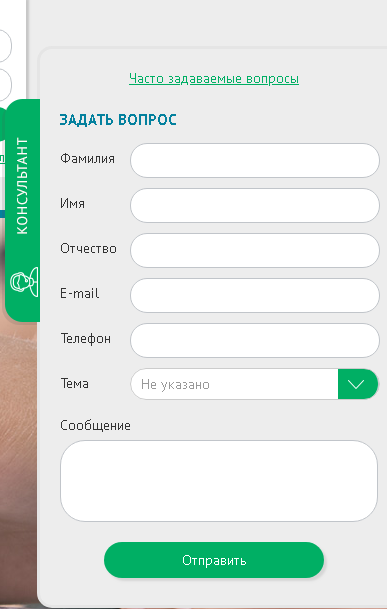 Часто задаваемые вопросы
ЗАДАТЬ ВОПРОС
КОНСУЛЬТАНТ
Фамилия
Имя
Отчество
E-mail
Телефон
Тема
Не указано
Сообщение
Отправить